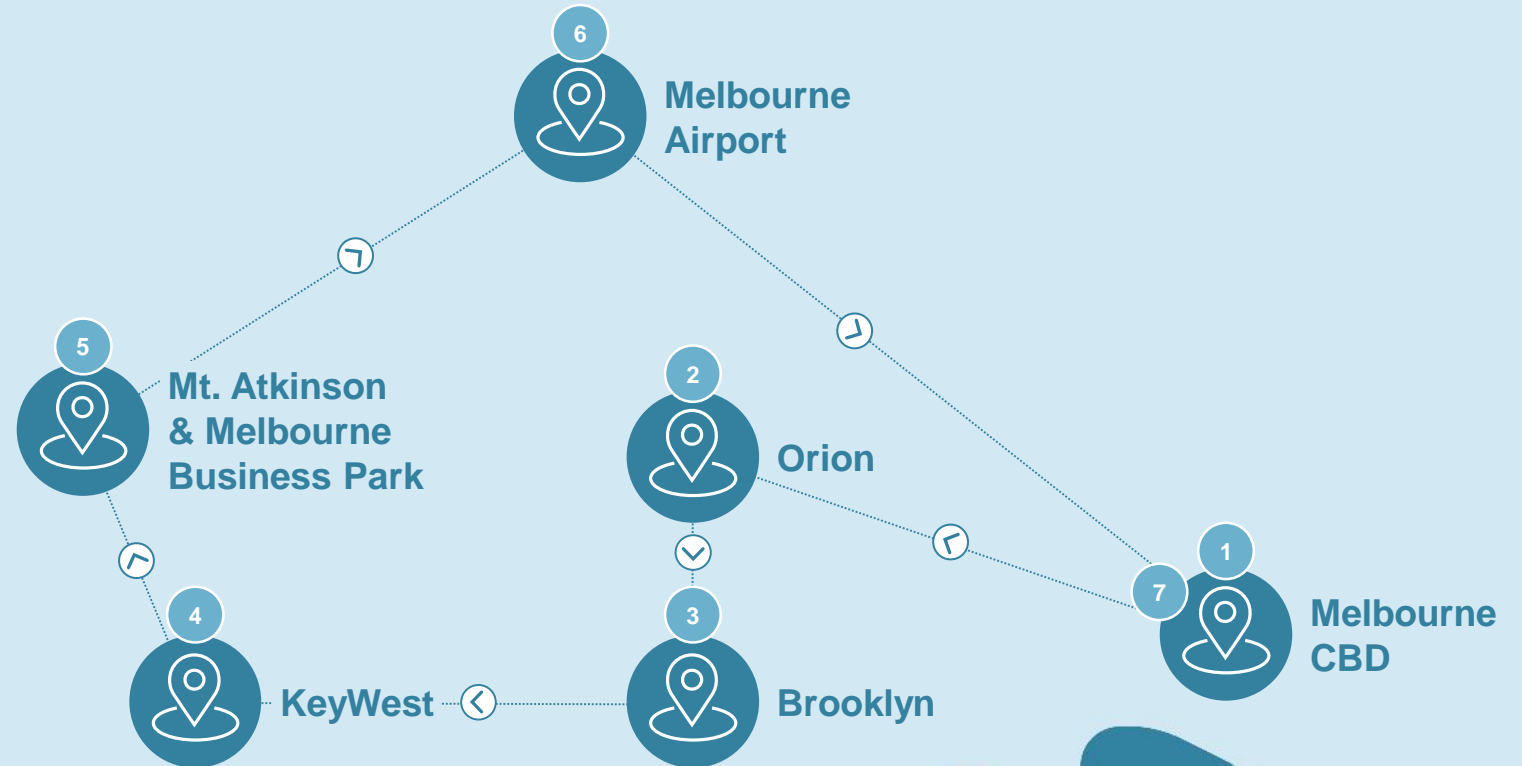 6
Melbourne
Airport
5
Mt. Atkinson
& Melbourne
Business Park
2
Orion
1
7
Melbourne
CBD
4
KeyWest
3
Brooklyn